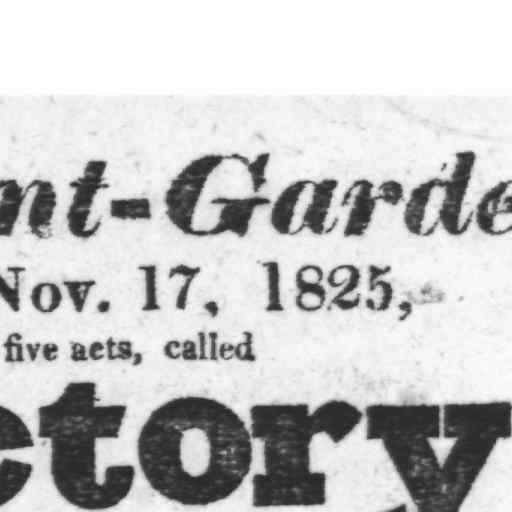 nt-Garde
Nov. 17, 1825,
five acts, called
ctory